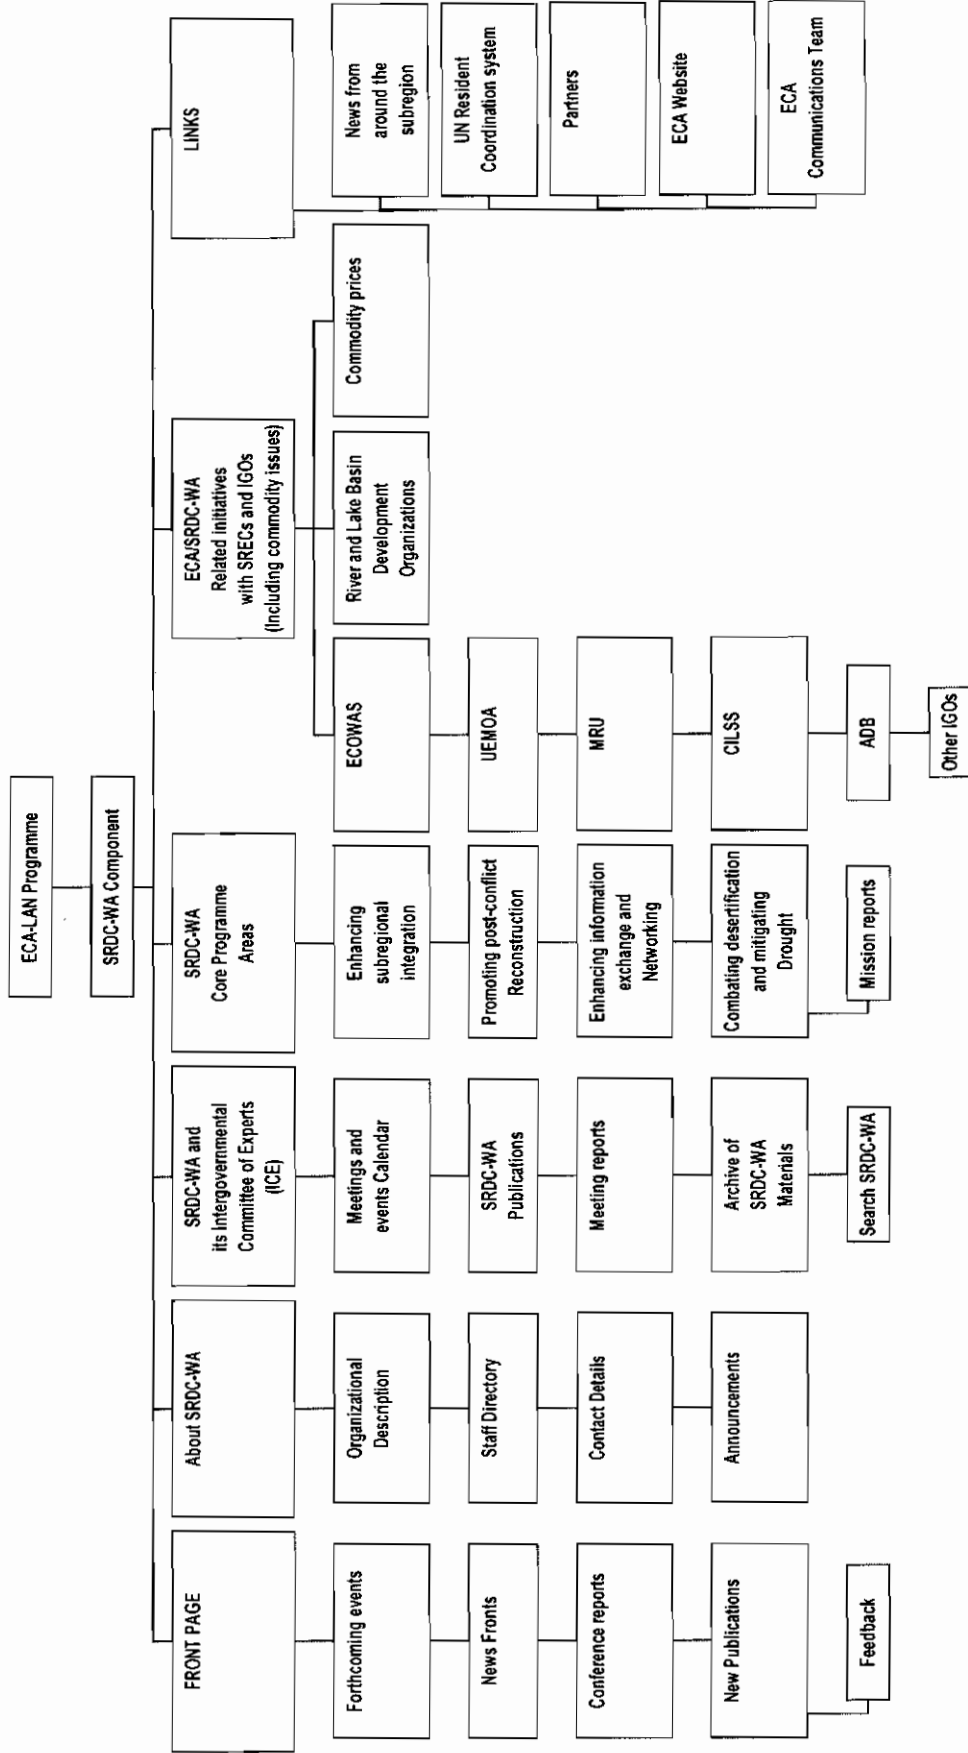 ECA-LAN Programme
SRDC-WA Component
FRONT PAGE
Forthcoming events
News Fronts
Conference reports
New Publications
Feedback
About SRDC-WA
Organizational
Description
Staff Directory
Contact Details
Announcements
SRDC-WA and
its Intergovernmental
Committee of Experts
(ICE)
Meetings and
events Calendar
SRDC-WA
Publications
Meeting reports
Archive of
SRDC-WA
Materials
Search SRDC-WA
SRDC-WA
Core Programme
Areas
Enhancing
subregional
integration
Promoting post-conflict
Reconstruction
Enhancing information
exchange and
Networking
Combating desertification
and mitigating
Drought
Mission reports
ECA/SRDC-WA
Related initiatives
with SRECs and IGOs
(Including commodity issues)
ECOWAS
UEMOA
MRU
CILSS
ADB
Other IGOs
River and Lake Basin
Development
Organizations
Commodity prices
LINKS
News from
around the
subregion
UN Resident
Coordination system
Partners
ECA Website
ECA
Communications Team